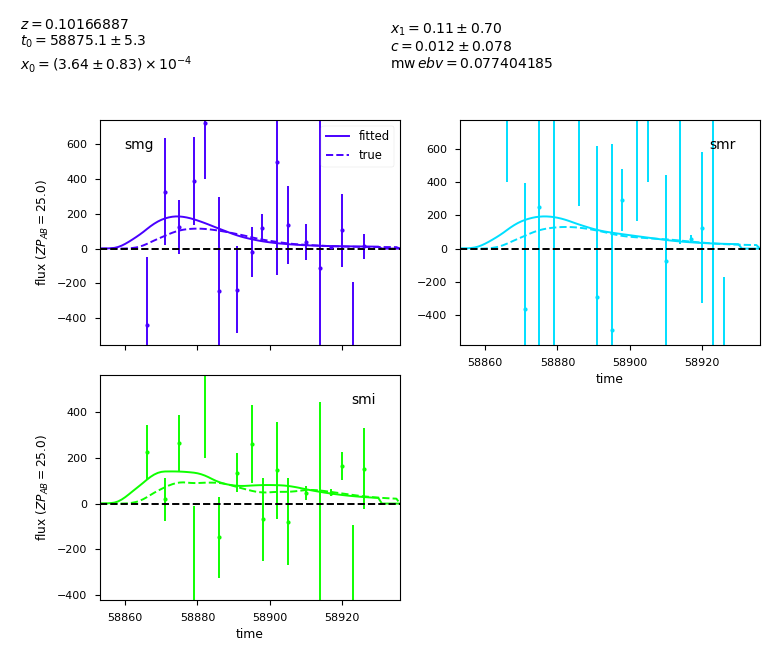 z = 0.10166887
t₀ = 58875.1 ± 5.3
x₀ = (3.64 ± 0.83) × 10⁻⁴
x₁ = 0.11 ± 0.70
c = 0.012 ± 0.078
mw ebv = 0.077404185
smg
fitted
true
600
400
200
0
−200
−400
flux (ZP_AB = 25.0)
smr
600
400
200
0
−200
−400
58860 58880 58900 58920
time
smi
400
200
0
−200
−400
flux (ZP_AB = 25.0)
58860 58880 58900 58920
time